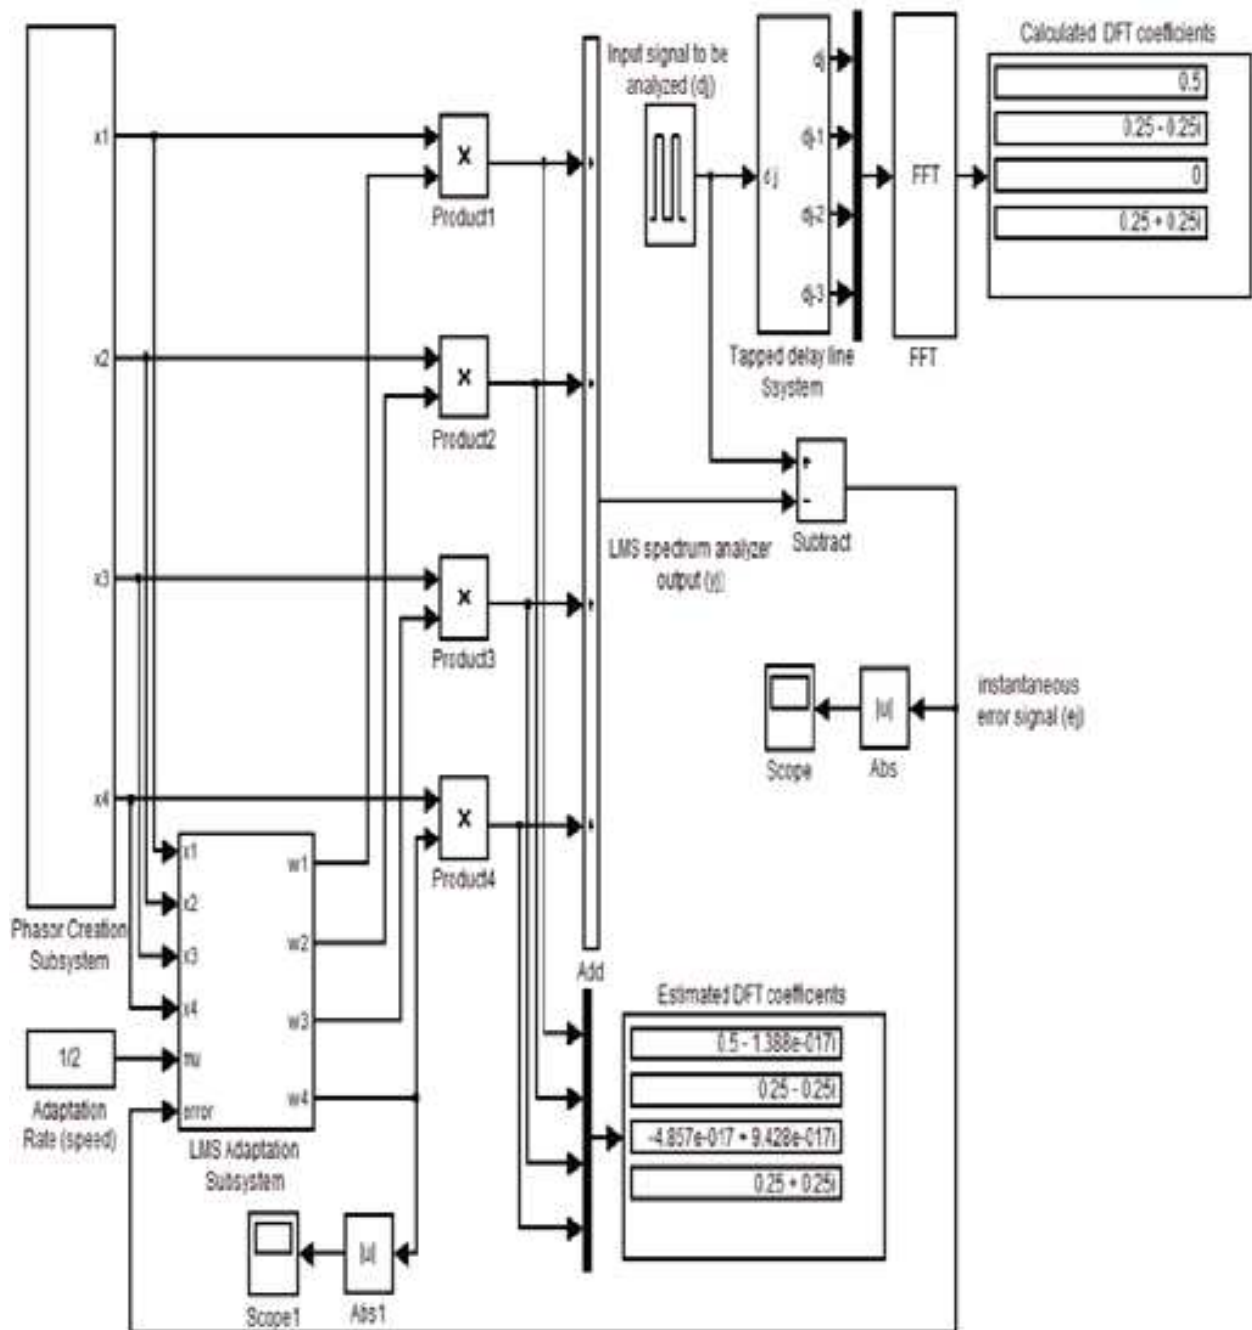 Calculated DFT coefficients
0.5
0.25 - 0.25i
0
0.25 + 0.25i
Input signal to be
analyzed (dj)
dj
dj
dj-1
dj-2
dj-3
Tapped delay line
Ssystem
FFT
FFT
x1
x2
x3
x4
Phasor Creation
Subsystem
X
Product1
X
Product2
X
Product3
X
Product4
+
-
Subtract
LMS spectrum analyzer
output (yj)
instantaneous
error signal (ej)
|u|
Abs
Scope
Add
x1
x2
x3
x4
mu
error
w1
w2
w3
w4
LMS Adaptation
Subsystem
1/2
Adaptation
Rate (speed)
Scope1
|u|
Abs1
Estimated DFT coefficients
0.5 - 1.388e-017i
0.25 - 0.25i
-4.857e-017 + 9.428e-017i
0.25 + 0.25i